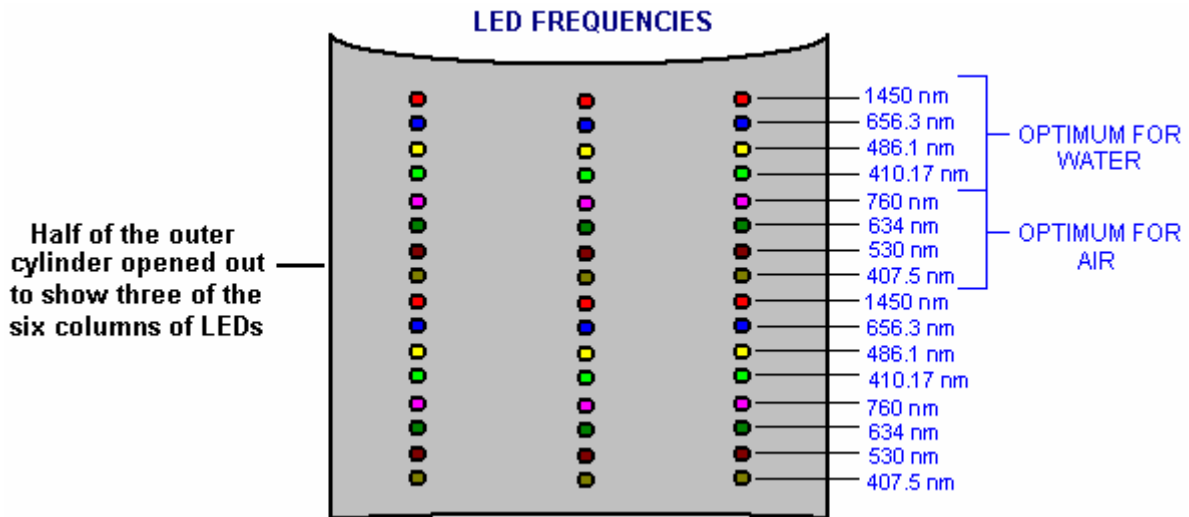 LED FREQUENCIES
1450 nm
656.3 nm
486.1 nm
410.17 nm
OPTIMUM FOR
WATER
760 nm
634 nm
530 nm
407.5 nm
OPTIMUM FOR
AIR
Half of the outer
cylinder opened out
to show three of the
six columns of LEDs
1450 nm
656.3 nm
486.1 nm
410.17 nm
760 nm
634 nm
530 nm
407.5 nm